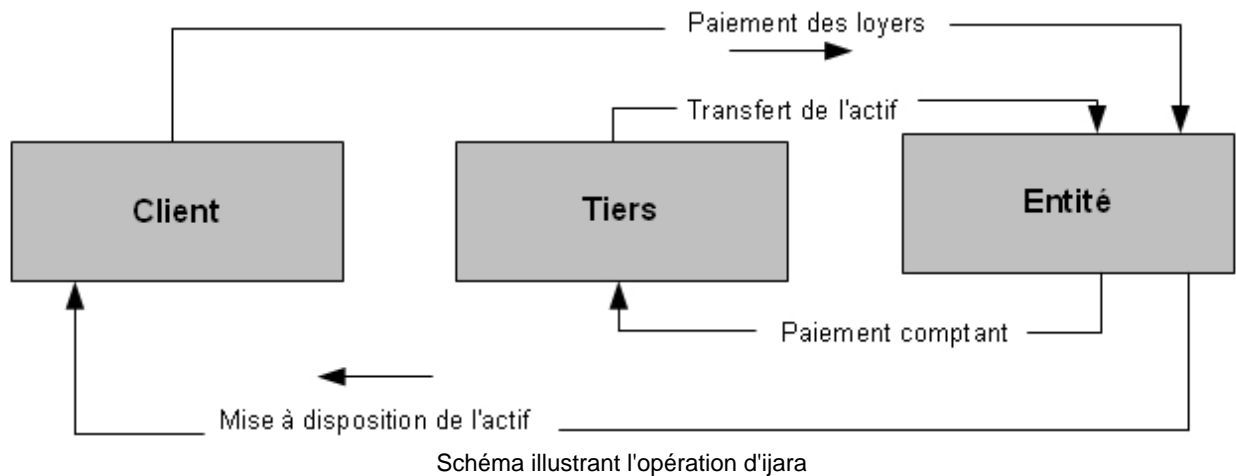 Paiement des loyers
Transfert de l'actif
Client
Tiers
Entité
Paiement comptant
Mise à disposition de l'actif
Schéma illustrant l'opération d'ijara